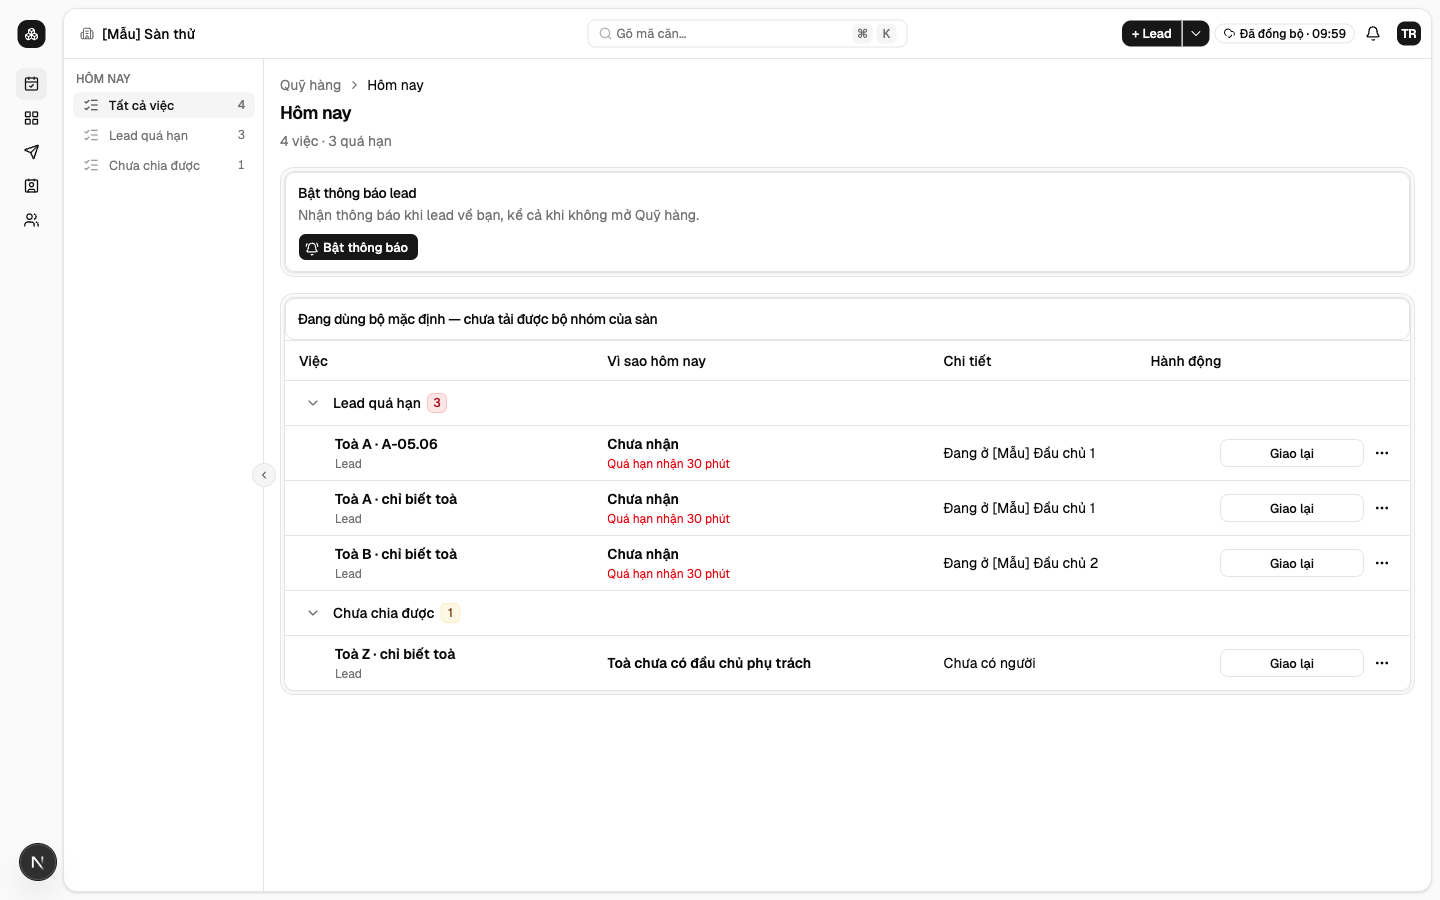 [Mẫu] Sàn thử
Gõ mã căn...
⌘ K
+ Lead
Đã đồng bộ · 09:59
TR
HÔM NAY
Tất cả việc 4
Lead quá hạn 3
Chưa chia được 1
Quỹ hàng > Hôm nay
Hôm nay
4 việc · 3 quá hạn
Bật thông báo lead
Nhận thông báo khi lead về bạn, kể cả khi không mở Quỹ hàng.
Bật thông báo
Đang dùng bộ mặc định — chưa tải được bộ nhóm của sàn
Việc Vì sao hôm nay Chi tiết Hành động
Lead quá hạn 3
Toà A · A-05.06
Lead
Chưa nhận
Quá hạn nhận 30 phút
Đang ở [Mẫu] Đầu chủ 1
Giao lại
Toà A · chỉ biết toà
Lead
Chưa nhận
Quá hạn nhận 30 phút
Đang ở [Mẫu] Đầu chủ 1
Giao lại
Toà B · chỉ biết toà
Lead
Chưa nhận
Quá hạn nhận 30 phút
Đang ở [Mẫu] Đầu chủ 2
Giao lại
Chưa chia được 1
Toà Z · chỉ biết toà
Lead
Toà chưa có đầu chủ phụ trách
Chưa có người
Giao lại
N